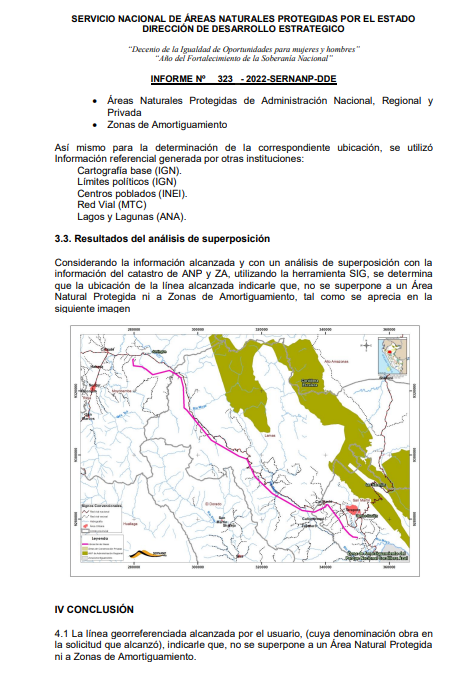 SERVICIO NACIONAL DE ÁREAS NATURALES PROTEGIDAS POR EL ESTADO
DIRECCIÓN DE DESARROLLO ESTRATEGICO
"Decenio de la Igualdad de Oportunidades para mujeres y hombres"
"Año del Fortalecimiento de la Soberanía Nacional"
INFORME Nº 323 - 2022-SERNANP-DDE
• Áreas Naturales Protegidas de Administración Nacional, Regional y
Privada
• Zonas de Amortiguamiento
Así mismo para la determinación de la correspondiente ubicación, se utilizó
Información referencial generada por otras instituciones:
Cartografía base (IGN).
Límites políticos (IGN)
Centros poblados (INEI).
Red Vial (MTC)
Lagos y Lagunas (ANA).
3.3. Resultados del análisis de superposición
Considerando la información alcanzada y con un análisis de superposición con la
información del catastro de ANP y ZA, utilizando la herramienta SIG, se determina
que la ubicación de la línea alcanzada indicarle que, no se superpone a un Área
Natural Protegida ni a Zonas de Amortiguamiento, tal como se aprecia en la
siguiente imagen
Alto Amazonas
Lamas
El Dorado
Huallaga
Signos Convencionales
Leyenda
IV CONCLUSIÓN
4.1 La línea georreferenciada alcanzada por el usuario, (cuya denominación obra en
la solicitud que alcanzó), indicarle que, no se superpone a un Área Natural Protegida
ni a Zonas de Amortiguamiento.